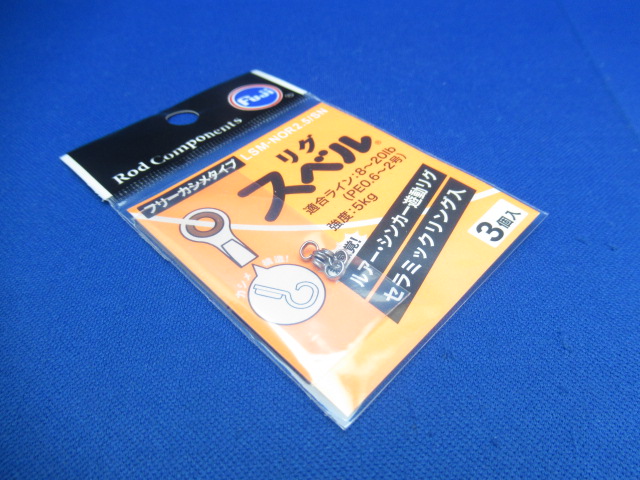 Fuji
®
Rod Components
フリーカシメタイプ
LSM-NOR2.5/SN
リグ
スベル®
適合ライン：8〜20lb
(PE0.6〜2号)
強度：5kg
ルアー・シンカー遊動リグ
セラミックリング入
3個入